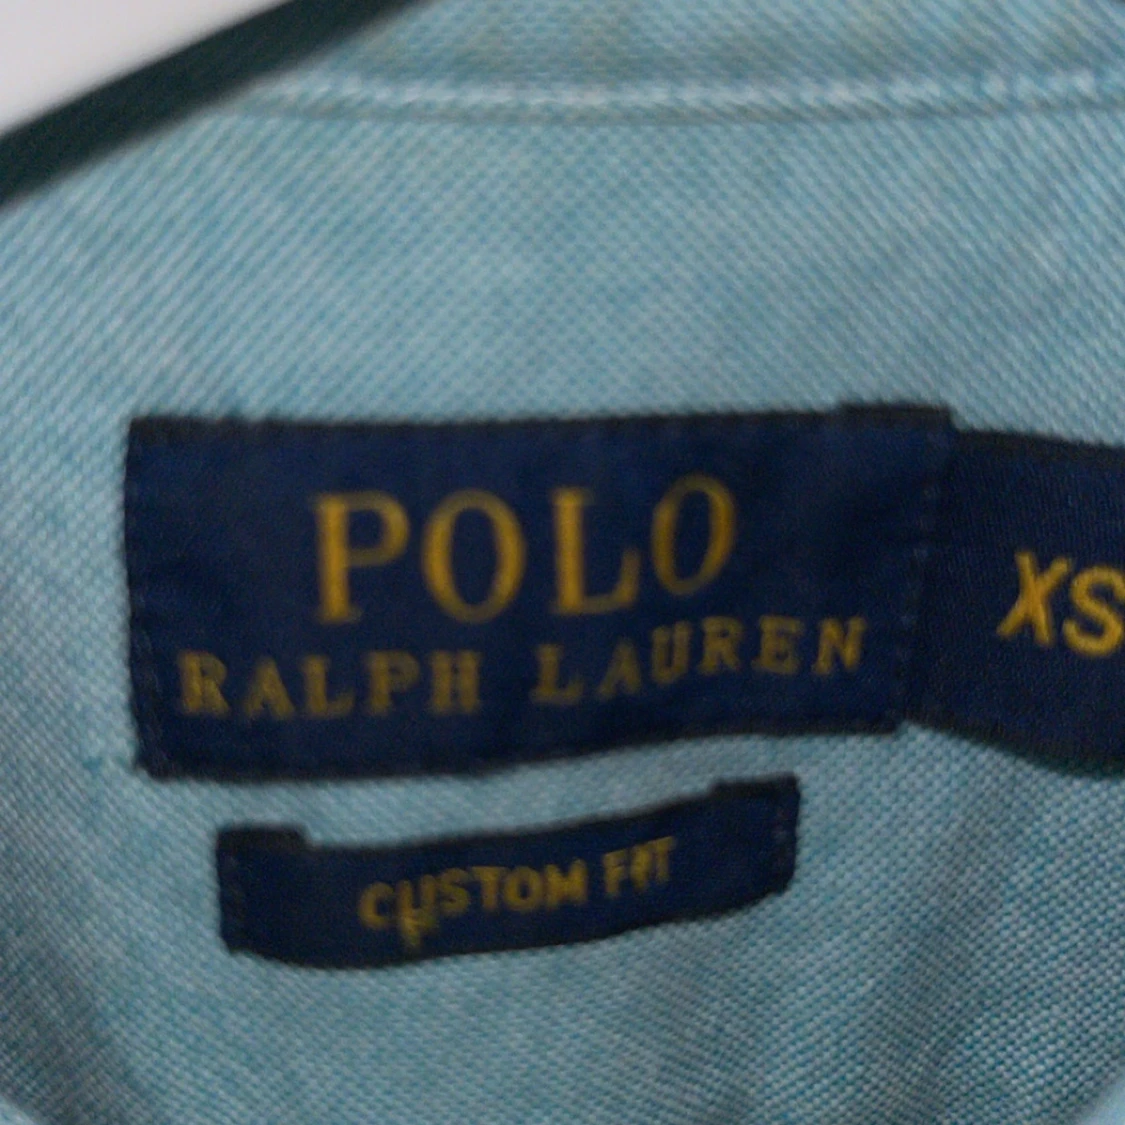 POLO
RALPH LAUREN
XS
CUSTOM FIT